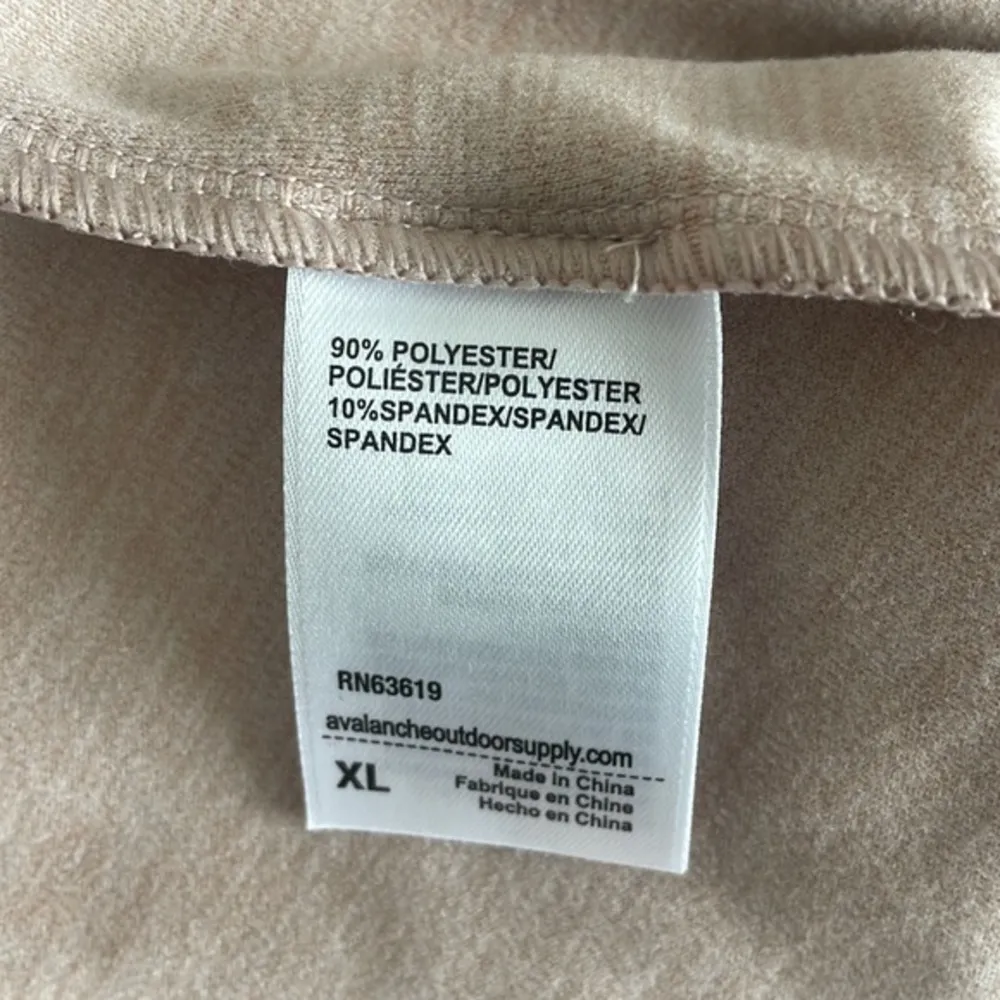 90% POLYESTER/
POLIÉSTER/POLYESTER
10%SPANDEX/SPANDEX/
SPANDEX
RN63619
avalancheoutdoorsupply.com
XL
Made in China
Fabrique en Chine
Hecho en China